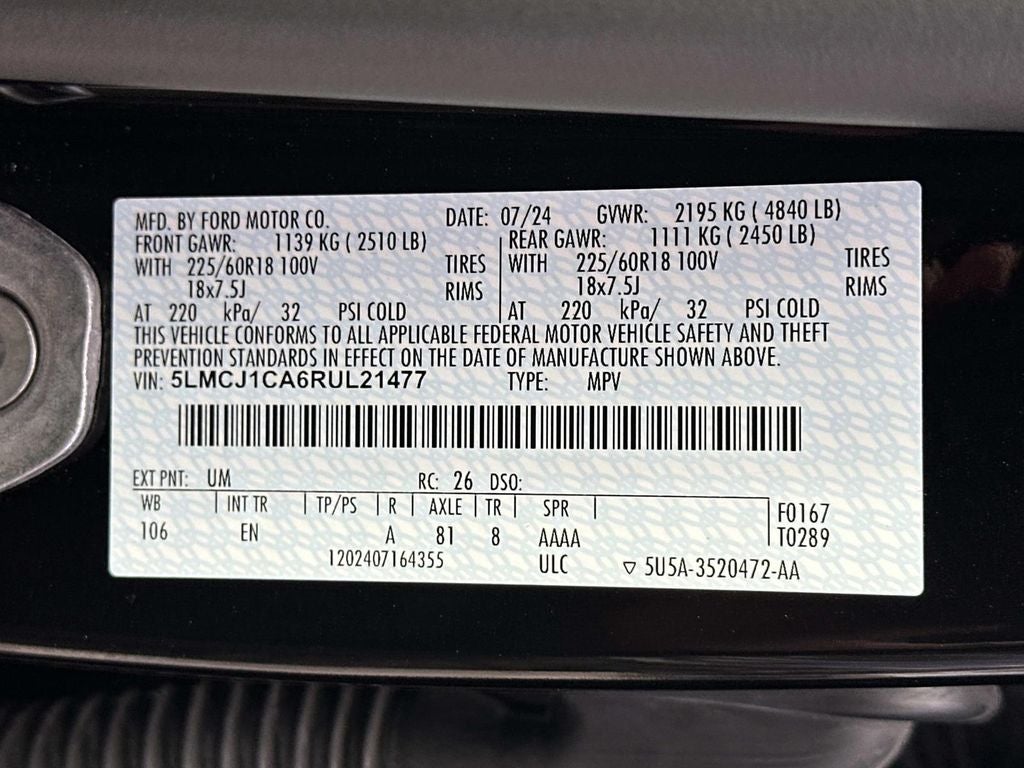 MFD. BY FORD MOTOR CO. DATE: 07/24 GVWR: 2195 KG ( 4840 LB)
FRONT GAWR: 1139 KG ( 2510 LB) REAR GAWR: 1111 KG ( 2450 LB)
WITH 225/60R18 100V TIRES WITH 225/60R18 100V TIRES
18x7.5J RIMS 18x7.5J RIMS
AT 220 kPa/ 32 PSI COLD AT 220 kPa/ 32 PSI COLD
THIS VEHICLE CONFORMS TO ALL APPLICABLE FEDERAL MOTOR VEHICLE SAFETY AND THEFT
PREVENTION STANDARDS IN EFFECT ON THE DATE OF MANUFACTURE SHOWN ABOVE.
VIN: 5LMCJ1CA6RUL21477 TYPE: MPV
EXT PNT: UM RC: 26 DSO:
WB INT TR TP/PS R AXLE TR SPR F0167
106 EN A 81 8 AAAA T0289
1202407164355 ULC ▽ 5U5A-3520472-AA